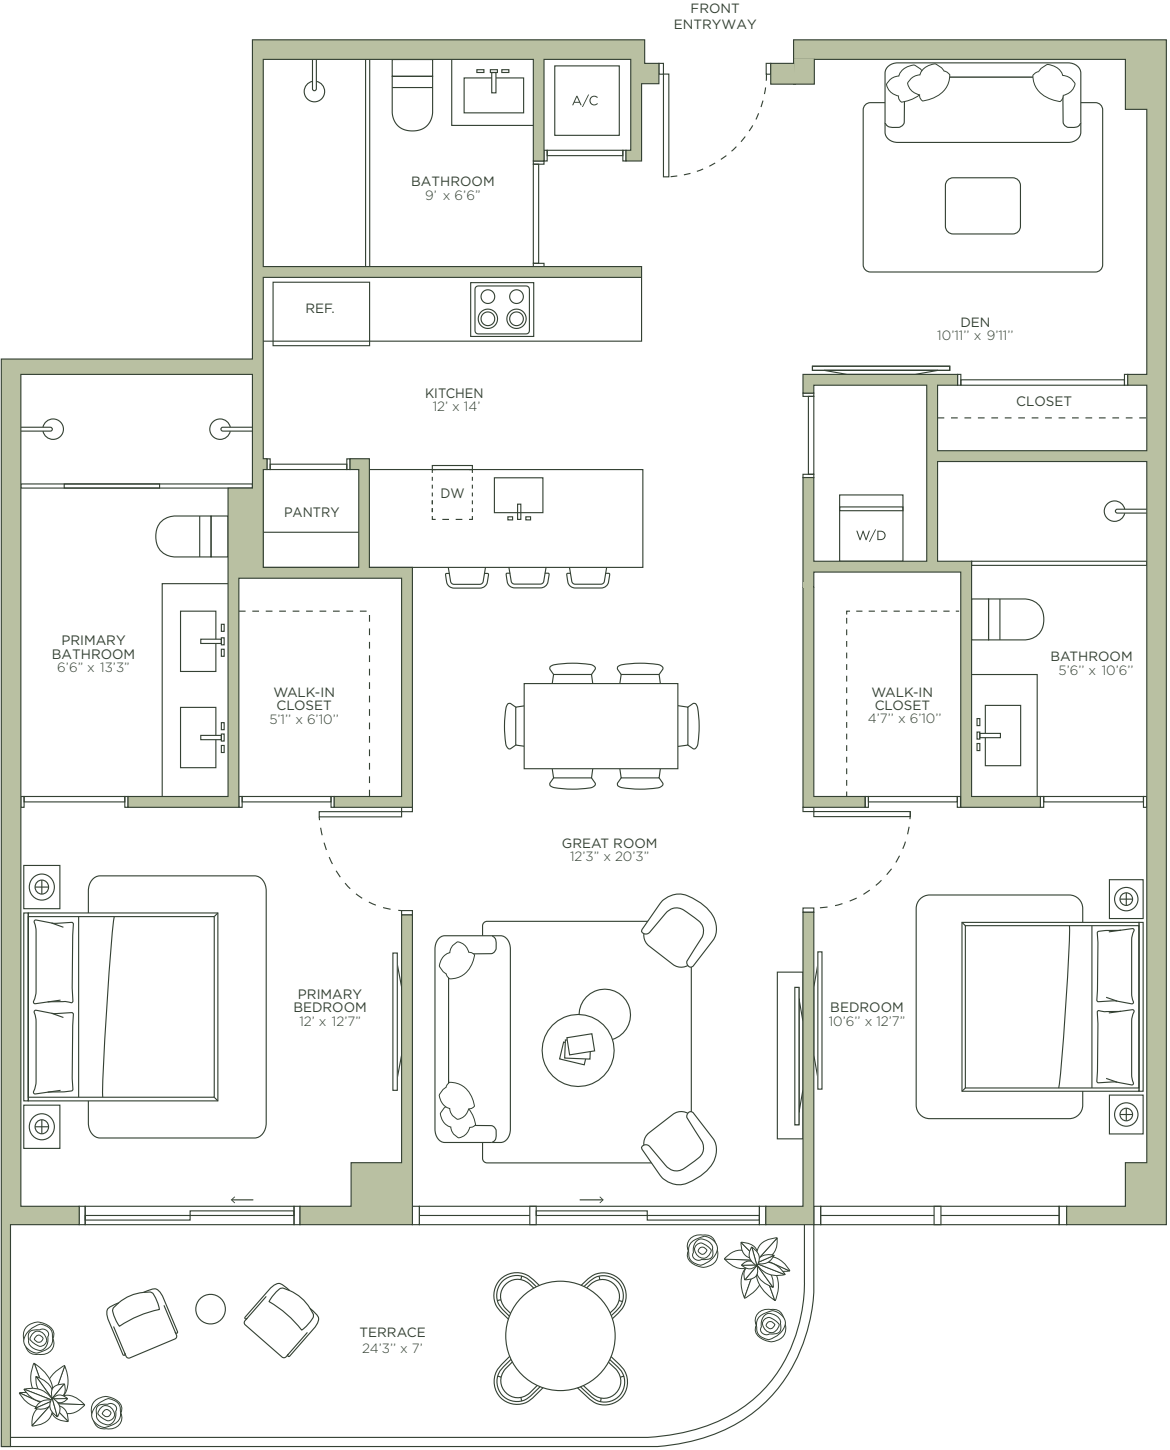 FRONT
ENTRYWAY
A/C
BATHROOM
9' x 6'6"
REF.
DEN
10'11" x 9'11"
KITCHEN
12' x 14'
CLOSET
DW
PANTRY
W/D
PRIMARY
BATHROOM
6'6" x 13'3"
WALK-IN
CLOSET
5'1" x 6'10"
WALK-IN
CLOSET
4'7" x 6'10"
BATHROOM
5'6" x 10'6"
GREAT ROOM
12'3" x 20'3"
PRIMARY
BEDROOM
12' x 12'7"
BEDROOM
10'6" x 12'7"
TERRACE
24'3" x 7'